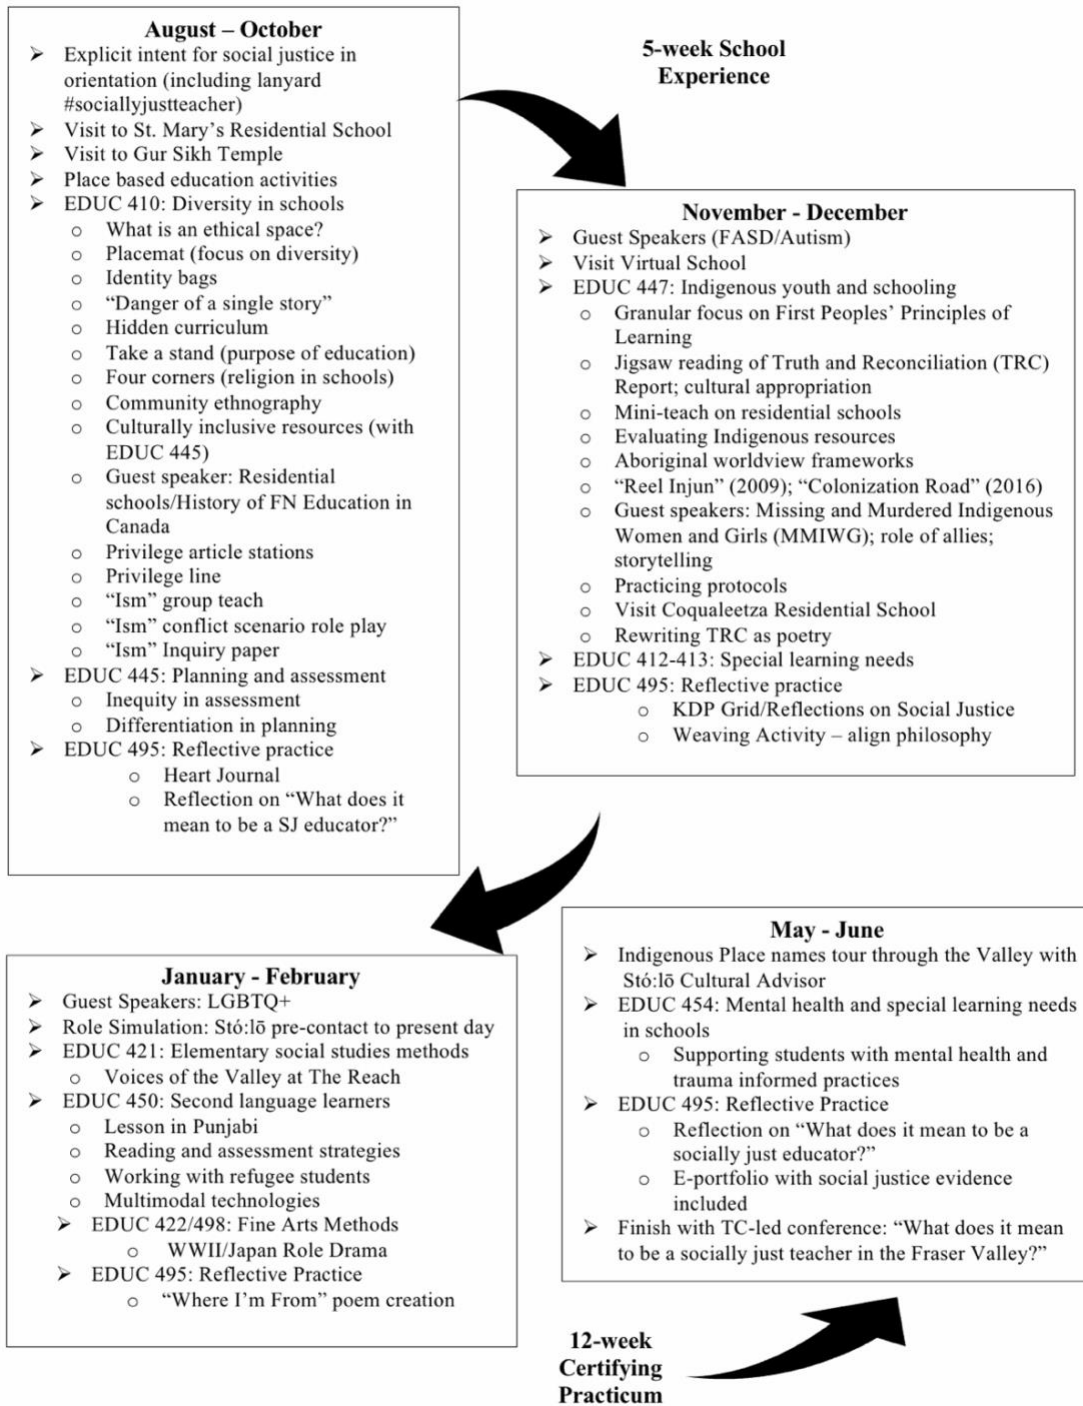 August – October
➢ Explicit intent for social justice in
orientation (including lanyard
#sociallyjustteacher)
➢ Visit to St. Mary’s Residential School
➢ Visit to Gur Sikh Temple
➢ Place based education activities
➢ EDUC 410: Diversity in schools
o What is an ethical space?
o Placemat (focus on diversity)
o Identity bags
o “Danger of a single story”
o Hidden curriculum
o Take a stand (purpose of education)
o Four corners (religion in schools)
o Community ethnography
o Culturally inclusive resources (with
EDUC 445)
o Guest speaker: Residential
schools/History of FN Education in
Canada
o Privilege article stations
o Privilege line
o “Ism” group teach
o “Ism” conflict scenario role play
o “Ism” Inquiry paper
➢ EDUC 445: Planning and assessment
o Inequity in assessment
o Differentiation in planning
➢ EDUC 495: Reflective practice
o Heart Journal
o Reflection on “What does it
mean to be a SJ educator?”
5-week School
Experience
November - December
➢ Guest Speakers (FASD/Autism)
➢ Visit Virtual School
➢ EDUC 447: Indigenous youth and schooling
o Granular focus on First Peoples’ Principles of
Learning
o Jigsaw reading of Truth and Reconciliation (TRC)
Report; cultural appropriation
o Mini-teach on residential schools
o Evaluating Indigenous resources
o Aboriginal worldview frameworks
o “Reel Injun” (2009); “Colonization Road” (2016)
o Guest speakers: Missing and Murdered Indigenous
Women and Girls (MMIWG); role of allies;
storytelling
o Practicing protocols
o Visit Coqualeetza Residential School
o Rewriting TRC as poetry
➢ EDUC 412-413: Special learning needs
➢ EDUC 495: Reflective practice
o KDP Grid/Reflections on Social Justice
o Weaving Activity – align philosophy
January - February
➢ Guest Speakers: LGBTQ+
➢ Role Simulation: Stó:lō pre-contact to present day
➢ EDUC 421: Elementary social studies methods
o Voices of the Valley at The Reach
➢ EDUC 450: Second language learners
o Lesson in Punjabi
o Reading and assessment strategies
o Working with refugee students
o Multimodal technologies
➢ EDUC 422/498: Fine Arts Methods
o WWII/Japan Role Drama
➢ EDUC 495: Reflective Practice
o “Where I’m From” poem creation
12-week
Certifying
Practicum
May - June
➢ Indigenous Place names tour through the Valley with
Stó:lō Cultural Advisor
➢ EDUC 454: Mental health and special learning needs
in schools
o Supporting students with mental health and
trauma informed practices
➢ EDUC 495: Reflective Practice
o Reflection on “What does it mean to be a
socially just educator?”
o E-portfolio with social justice evidence
included
➢ Finish with TC-led conference: “What does it mean
to be a socially just teacher in the Fraser Valley?”